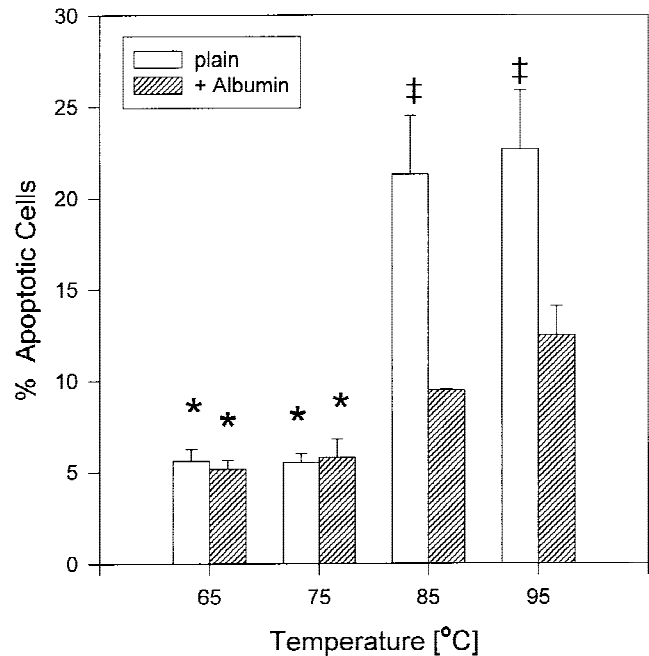 30
25
20
15
10
5
0
% Apoptotic Cells
plain
+ Albumin
‡
‡
* * * *
65 75 85 95
Temperature [°C]